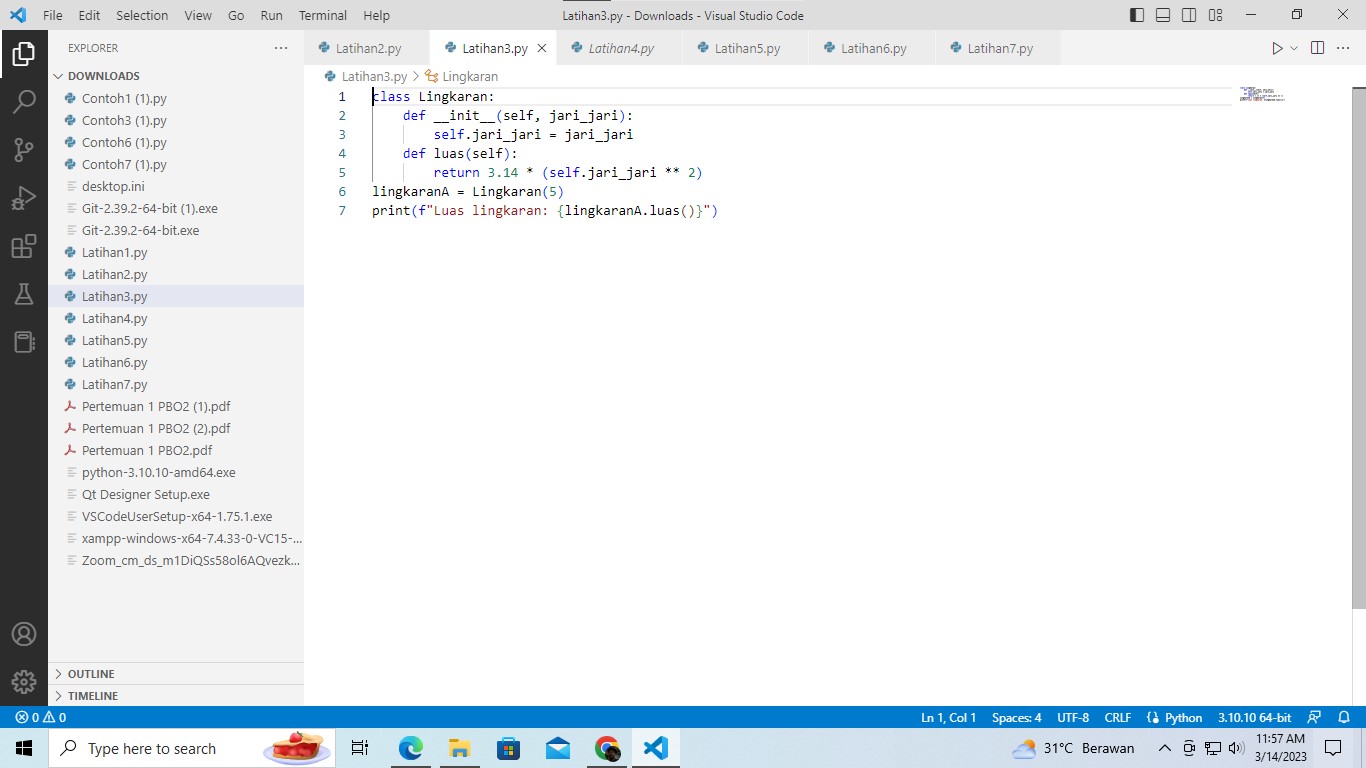 File Edit Selection View Go Run Terminal Help
Latihan3.py - Downloads - Visual Studio Code
EXPLORER
Latihan2.py Latihan3.py Latihan4.py Latihan5.py Latihan6.py Latihan7.py
DOWNLOADS
Contoh1 (1).py
Contoh3 (1).py
Contoh6 (1).py
Contoh7 (1).py
desktop.ini
Git-2.39.2-64-bit (1).exe
Git-2.39.2-64-bit.exe
Latihan1.py
Latihan2.py
Latihan3.py
Latihan4.py
Latihan5.py
Latihan6.py
Latihan7.py
Pertemuan 1 PBO2 (1).pdf
Pertemuan 1 PBO2 (2).pdf
Pertemuan 1 PBO2.pdf
python-3.10.10-amd64.exe
Qt Designer Setup.exe
VSCodeUserSetup-x64-1.75.1.exe
xampp-windows-x64-7.4.33-0-VC15-...
Zoom_cm_ds_m1DiQSs58ol6AQvezk...
OUTLINE
TIMELINE
Latihan3.py > Lingkaran
1 class Lingkaran:
2     def __init__(self, jari_jari):
3         self.jari_jari = jari_jari
4     def luas(self):
5         return 3.14 * (self.jari_jari ** 2)
6 lingkaranA = Lingkaran(5)
7 print(f"Luas lingkaran: {lingkaranA.luas()}")
0 0 Ln 1, Col 1 Spaces: 4 UTF-8 CRLF Python 3.10.10 64-bit
Type here to search
31°C Berawan
11:57 AM
3/14/2023